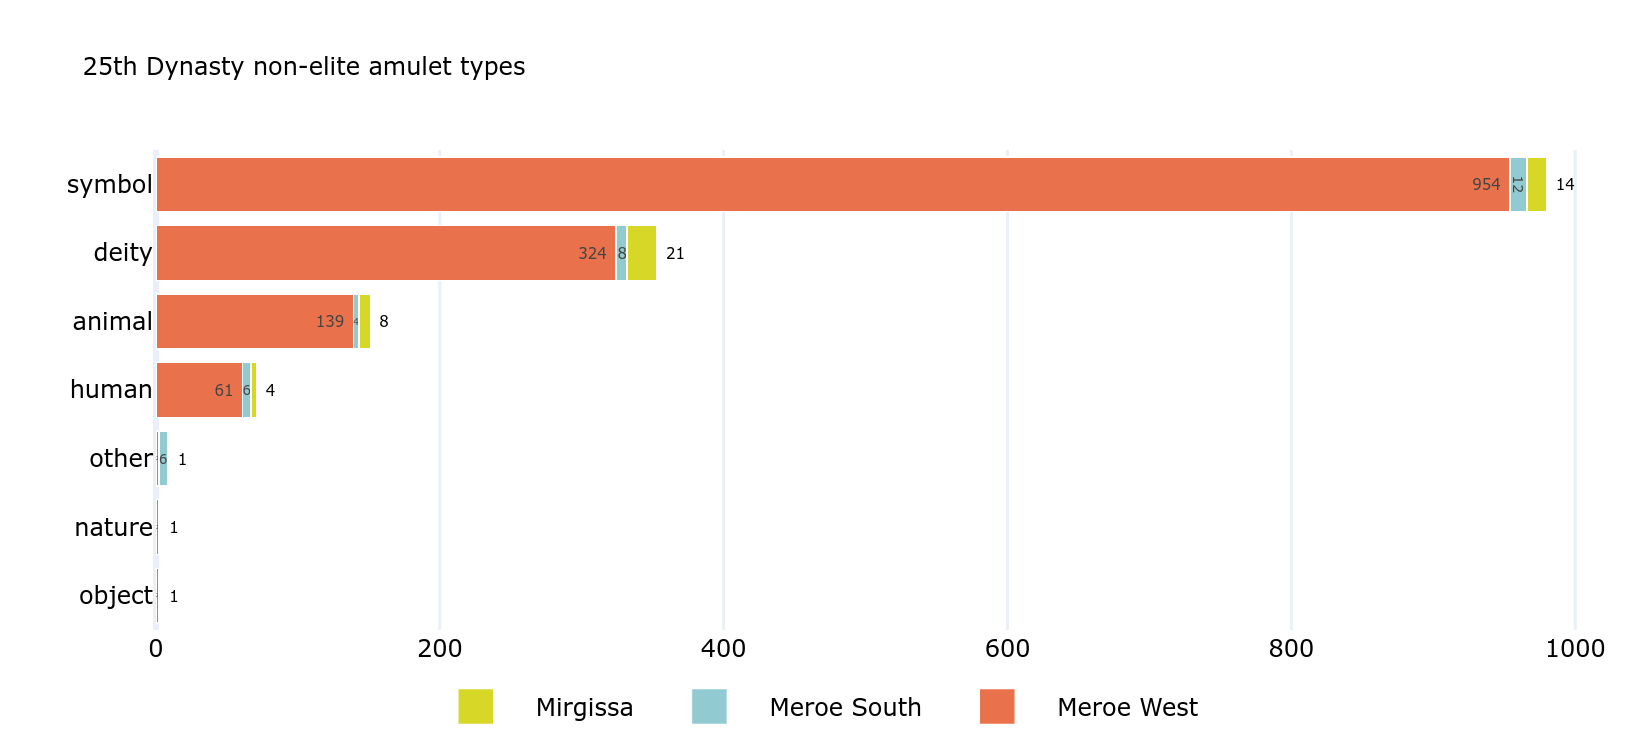 25th Dynasty non-elite amulet types
symbol 954 12 14
deity 324 8 21
animal 139 4 8
human 61 6 4
other 6 1
nature 1
object 1
0 200 400 600 800 1000
Mirgissa Meroe South Meroe West